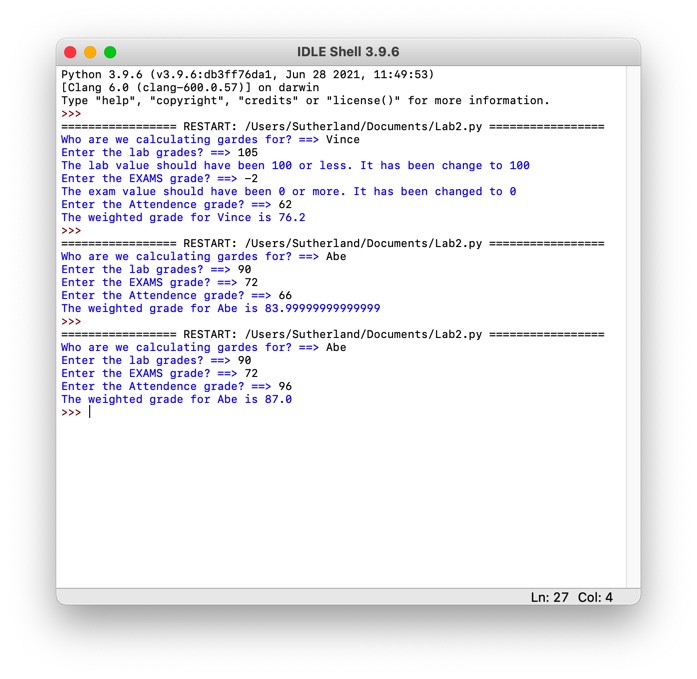 IDLE Shell 3.9.6
Python 3.9.6 (v3.9.6:db3ff76da1, Jun 28 2021, 11:49:53)
[Clang 6.0 (clang-600.0.57)] on darwin
Type "help", "copyright", "credits" or "license()" for more information.
>>>
================= RESTART: /Users/Sutherland/Documents/Lab2.py =================
Who are we calculating gardes for? ==> Vince
Enter the lab grades? ==> 105
The lab value should have been 100 or less. It has been change to 100
Enter the EXAMS grade? ==> -2
The exam value should have been 0 or more. It has been changed to 0
Enter the Attendence grade? ==> 62
The weighted grade for Vince is 76.2
>>>
================= RESTART: /Users/Sutherland/Documents/Lab2.py =================
Who are we calculating gardes for? ==> Abe
Enter the lab grades? ==> 90
Enter the EXAMS grade? ==> 72
Enter the Attendence grade? ==> 66
The weighted grade for Abe is 83.99999999999999
>>>
================= RESTART: /Users/Sutherland/Documents/Lab2.py =================
Who are we calculating gardes for? ==> Abe
Enter the lab grades? ==> 90
Enter the EXAMS grade? ==> 72
Enter the Attendence grade? ==> 96
The weighted grade for Abe is 87.0
>>>
Ln: 27 Col: 4